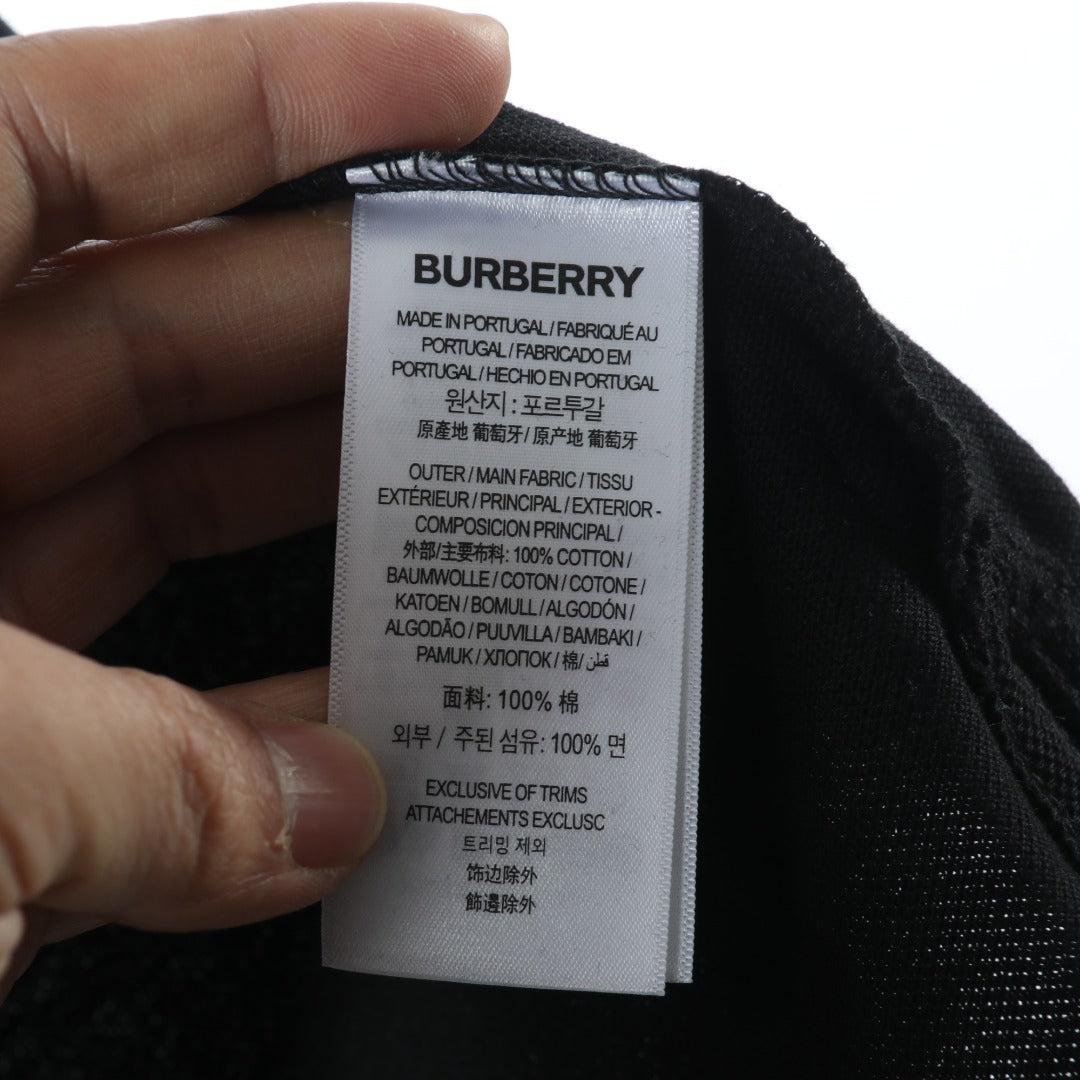 BURBERRY
MADE IN PORTUGAL / FABRIQUÉ AU
PORTUGAL / FABRICADO EM
PORTUGAL / HECHIO EN PORTUGAL
원산지 : 포르투갈
原產地 葡萄牙 / 原产地 葡萄牙
OUTER / MAIN FABRIC / TISSU
EXTÉRIEUR / PRINCIPAL / EXTERIOR -
COMPOSICION PRINCIPAL /
外部/主要布料: 100% COTTON /
BAUMWOLLE / COTON / COTONE /
KATOEN / BOMULL / ALGODÓN /
ALGODÃO / PUUVILLA / BAMBAKI /
PAMUK / ХЛОПОК / 棉/ قطن
面料: 100% 棉
외부 / 주된 섬유: 100% 면
EXCLUSIVE OF TRIMS
ATTACHEMENTS EXCLUSC
트리밍 제외
饰边除外
飾邊除外